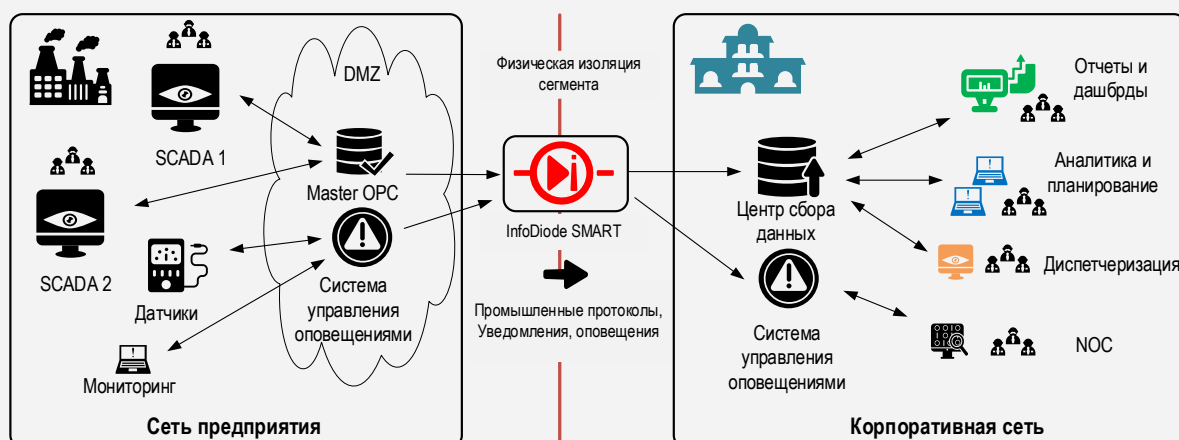 DMZ
SCADA 1
SCADA 2
Master OPC
Датчики
Система
управления
оповещениями
Мониторинг
Сеть предприятия
Физическая изоляция
сегмента
InfoDiode SMART
Промышленные протоколы,
Уведомления, оповещения
Центр сбора
данных
Система
управления
оповещениями
Отчеты и
дашбрды
Аналитика и
планирование
Диспетчеризация
NOC
Корпоративная сеть